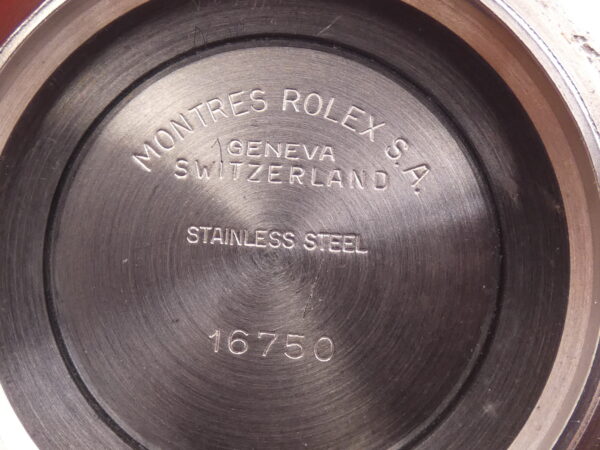 MONTRES ROLEX S.A.
GENEVA
SWITZERLAND
STAINLESS STEEL
16750